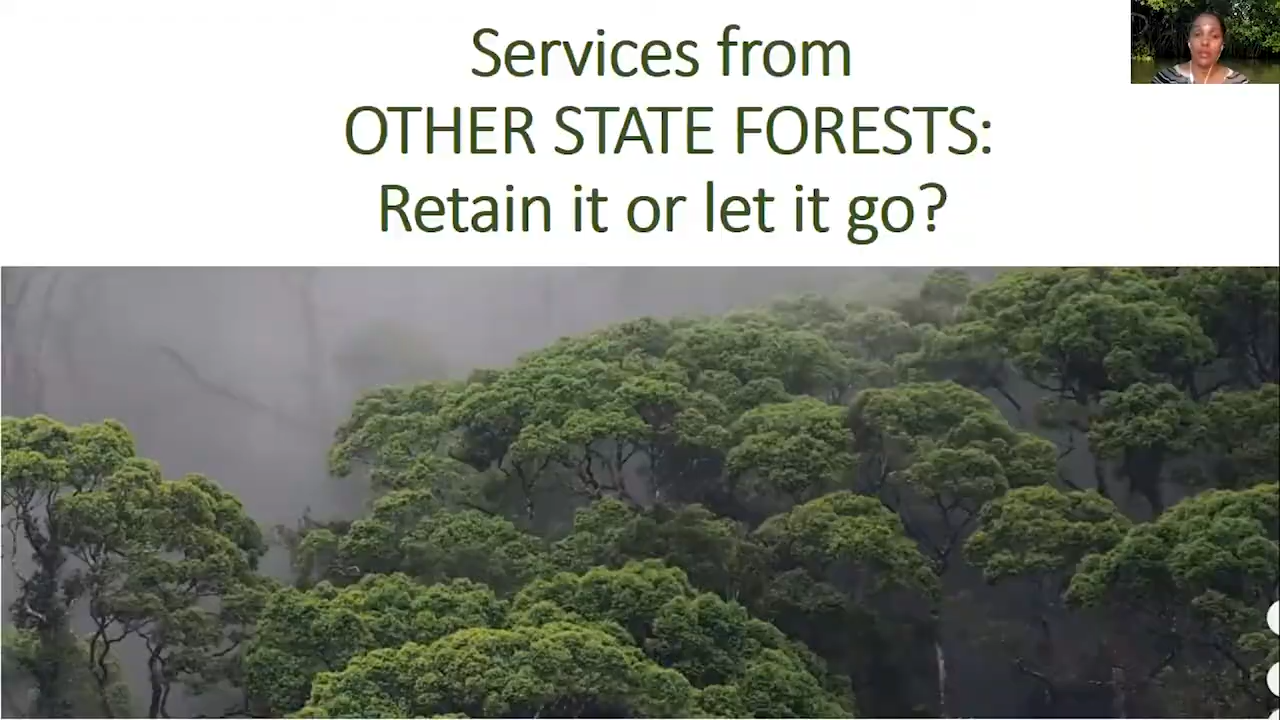 Services from
OTHER STATE FORESTS:
Retain it or let it go?